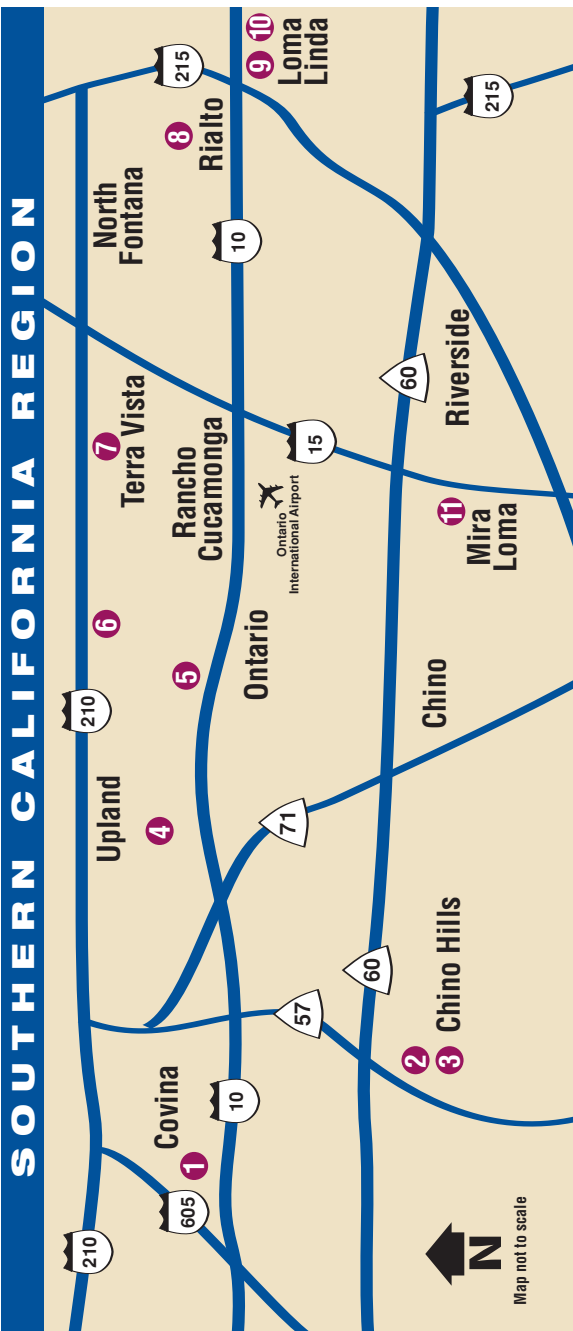 SOUTHERN CALIFORNIA REGION
210
605
1
Covina
10
57
2
3
Chino Hills
60
71
4
Upland
210
5
Ontario
6
Chino
7
Terra Vista
Rancho
Cucamonga
Ontario
International Airport
15
11
Mira
Loma
60
Riverside
North
Fontana
10
8
Rialto
215
9
10
Loma
Linda
215
N
Map not to scale